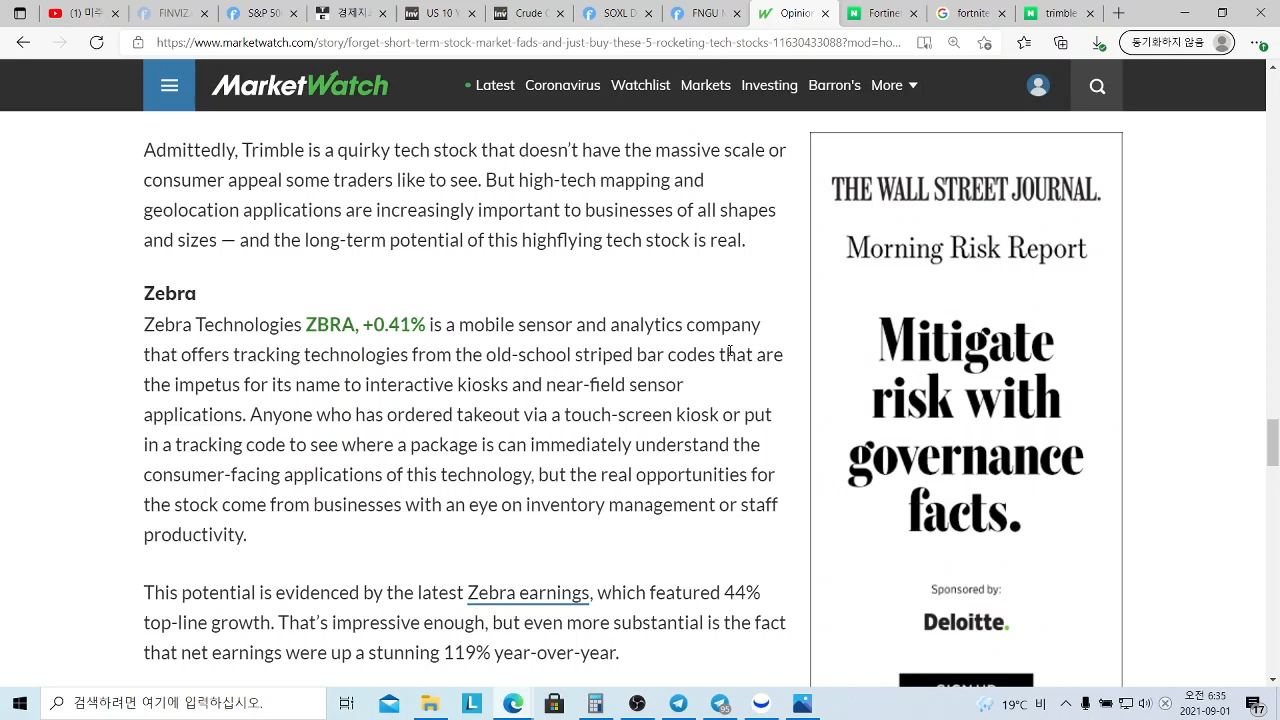 제지
Inv
US 10
Inv
S&P 50
SOXL D
FNGU
Opinio
fortine
trimble
https://www.marketwatch.com/story/forget-short-term-stock-market-fads-and-just-buy-these-5-rocketing-tech-stocks-11630433088?mod=ho...
동기화하지 않음
MarketWatch
Latest Coronavirus Watchlist Markets Investing Barron's More
Admittedly, Trimble is a quirky tech stock that doesn’t have the massive scale or
consumer appeal some traders like to see. But high-tech mapping and
geolocation applications are increasingly important to businesses of all shapes
and sizes — and the long-term potential of this highflying tech stock is real.
Zebra
Zebra Technologies ZBRA, +0.41% is a mobile sensor and analytics company
that offers tracking technologies from the old-school striped bar codes that are
the impetus for its name to interactive kiosks and near-field sensor
applications. Anyone who has ordered takeout via a touch-screen kiosk or put
in a tracking code to see where a package is can immediately understand the
consumer-facing applications of this technology, but the real opportunities for
the stock come from businesses with an eye on inventory management or staff
productivity.
This potential is evidenced by the latest Zebra earnings, which featured 44%
top-line growth. That’s impressive enough, but even more substantial is the fact
that net earnings were up a stunning 119% year-over-year.
THE WALL STREET JOURNAL.
Morning Risk Report
Mitigate
risk with
governance
facts.
Sponsored by:
Deloitte.
SIGN UP
검색하려면 여기에 입력하십시오.
95
19°C 비
A
오전 6:35
2021-09-01
17